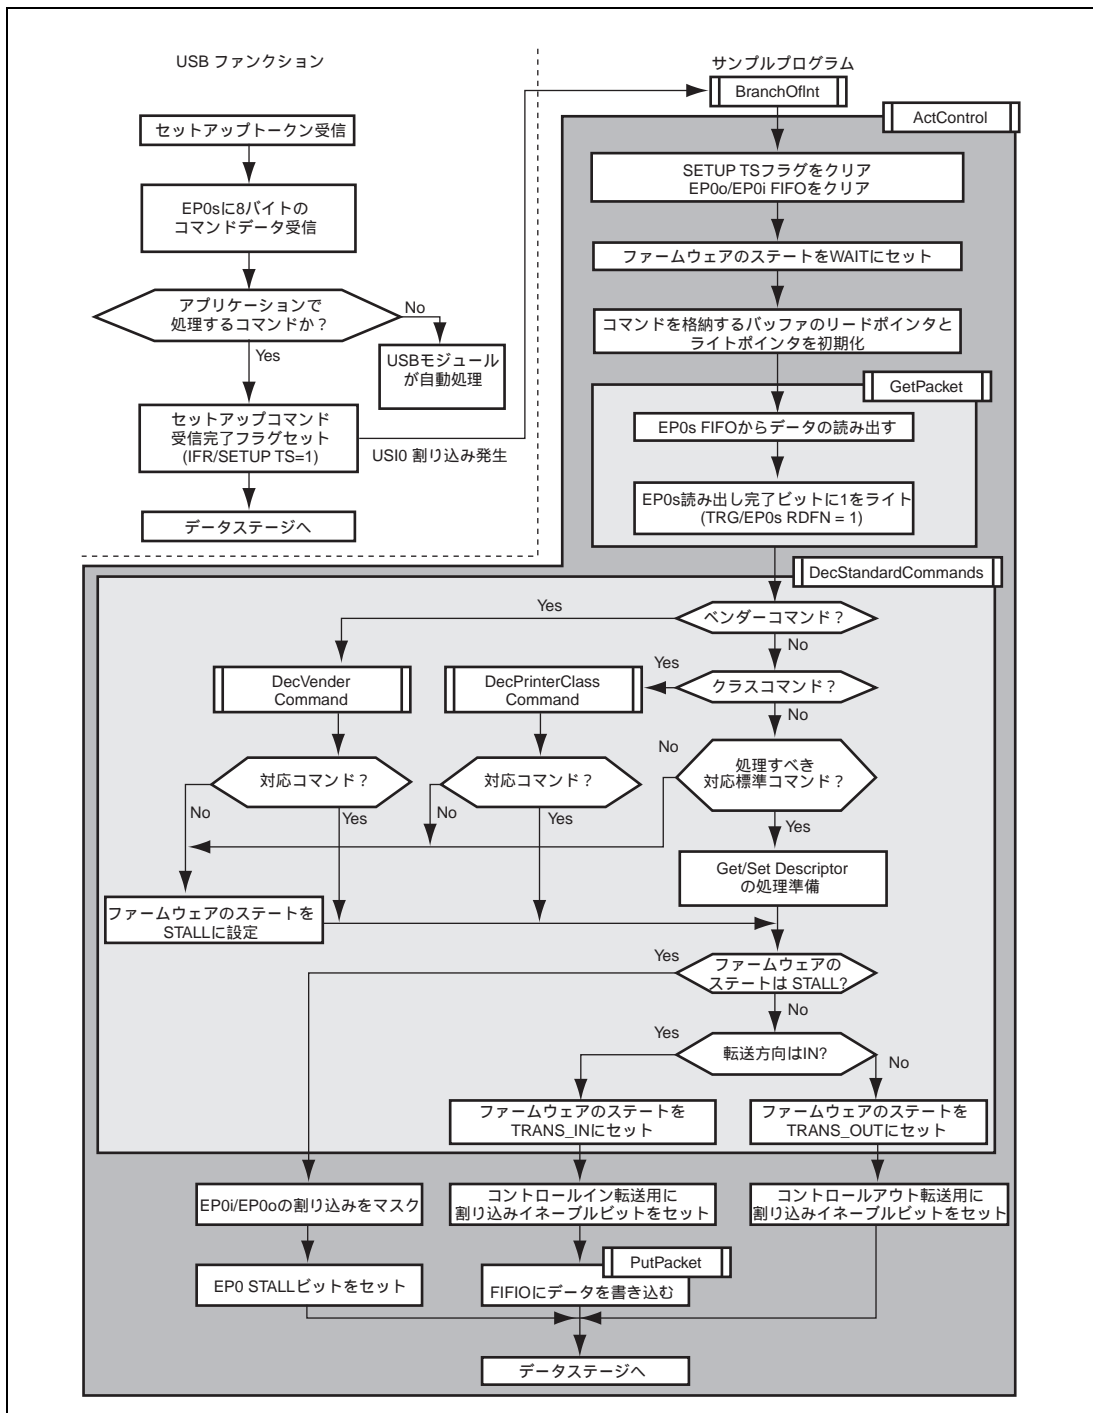 USB ファンクション
セットアップトークン受信
EP0sに8バイトの
コマンドデータ受信
アプリケーションで
処理するコマンドか？
No
Yes
USBモジュール
が自動処理
セットアップコマンド
受信完了フラグセット
(IFR/SETUP TS=1)
USI0 割り込み発生
データステージへ
サンプルプログラム
BranchOfInt
ActControl
SETUP TSフラグをクリア
EP0o/EP0i FIFOをクリア
ファームウェアのステートをWAITにセット
コマンドを格納するバッファのリードポインタと
ライトポインタを初期化
GetPacket
EP0s FIFOからデータの読み出す
EP0s読み出し完了ビットに1をライト
(TRG/EP0s RDFN = 1)
DecStandardCommands
Yes
ベンダーコマンド？
No
DecVender
Command
DecPrinterClass
Command
Yes
クラスコマンド？
No
対応コマンド？
対応コマンド？
No
処理すべき
対応標準コマンド？
No
Yes
No
Yes
Yes
Get/Set Descriptor
の処理準備
ファームウェアのステートを
STALLに設定
Yes
ファームウェアの
ステートは STALL?
No
Yes
転送方向はIN?
No
ファームウェアのステートを
TRANS_INにセット
ファームウェアのステートを
TRANS_OUTにセット
EP0i/EP0oの割り込みをマスク
コントロールイン転送用に
割り込みイネーブルビットをセット
コントロールアウト転送用に
割り込みイネーブルビットをセット
PutPacket
EP0 STALLビットをセット
FIFIOにデータを書き込む
データステージへ